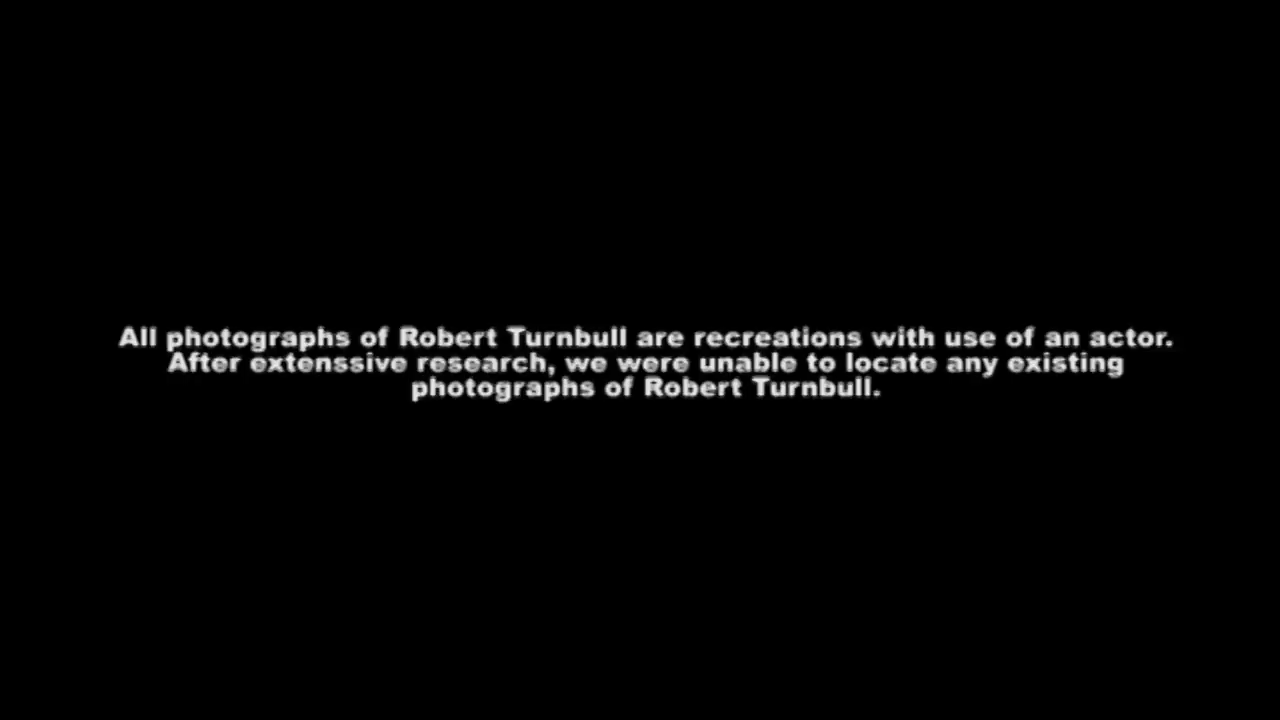 All photographs of Robert Turnbull are recreations with use of an actor.
After extenssive research, we were unable to locate any existing
photographs of Robert Turnbull.